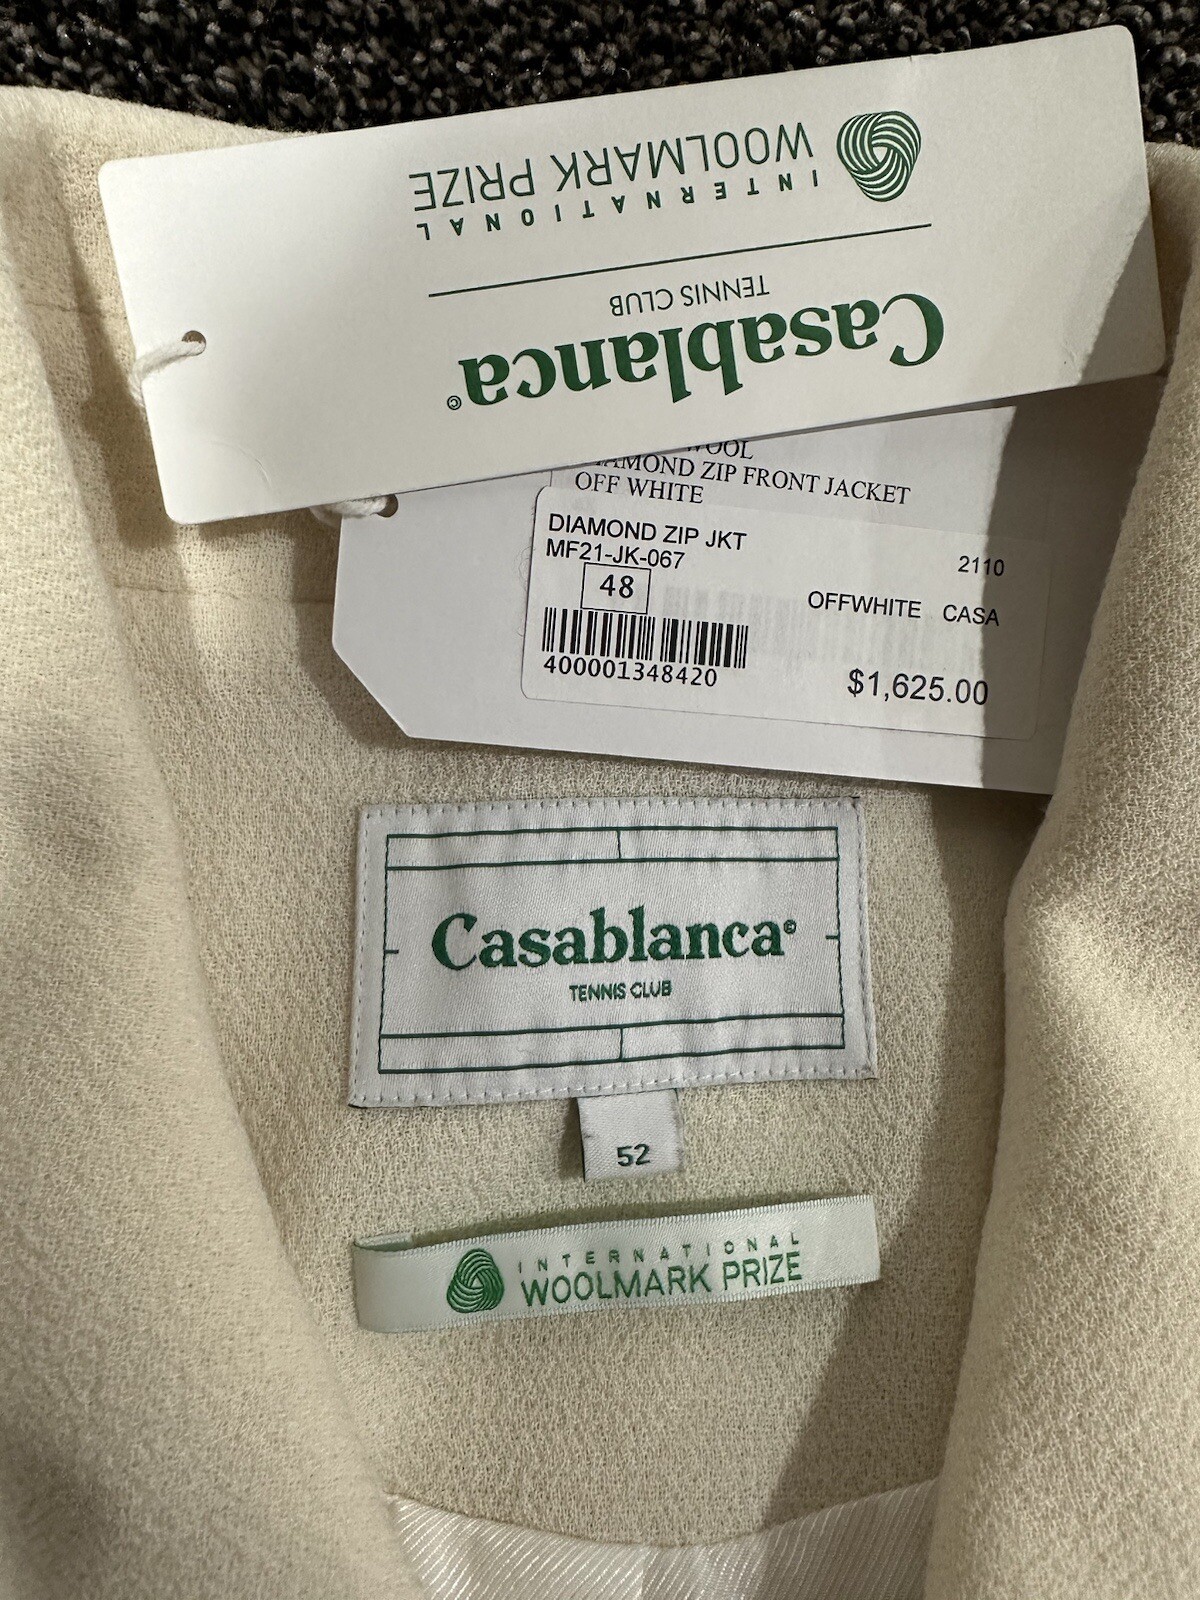 INTERNATIONAL
WOOLMARK PRIZE
Casablanca©
TENNIS CLUB
WOOL
DIAMOND ZIP FRONT JACKET
OFF WHITE
DIAMOND ZIP JKT
MF21-JK-067
2110
48
OFFWHITE CASA
400001348420
$1,625.00
Casablanca©
TENNIS CLUB
52
INTERNATIONAL
WOOLMARK PRIZE